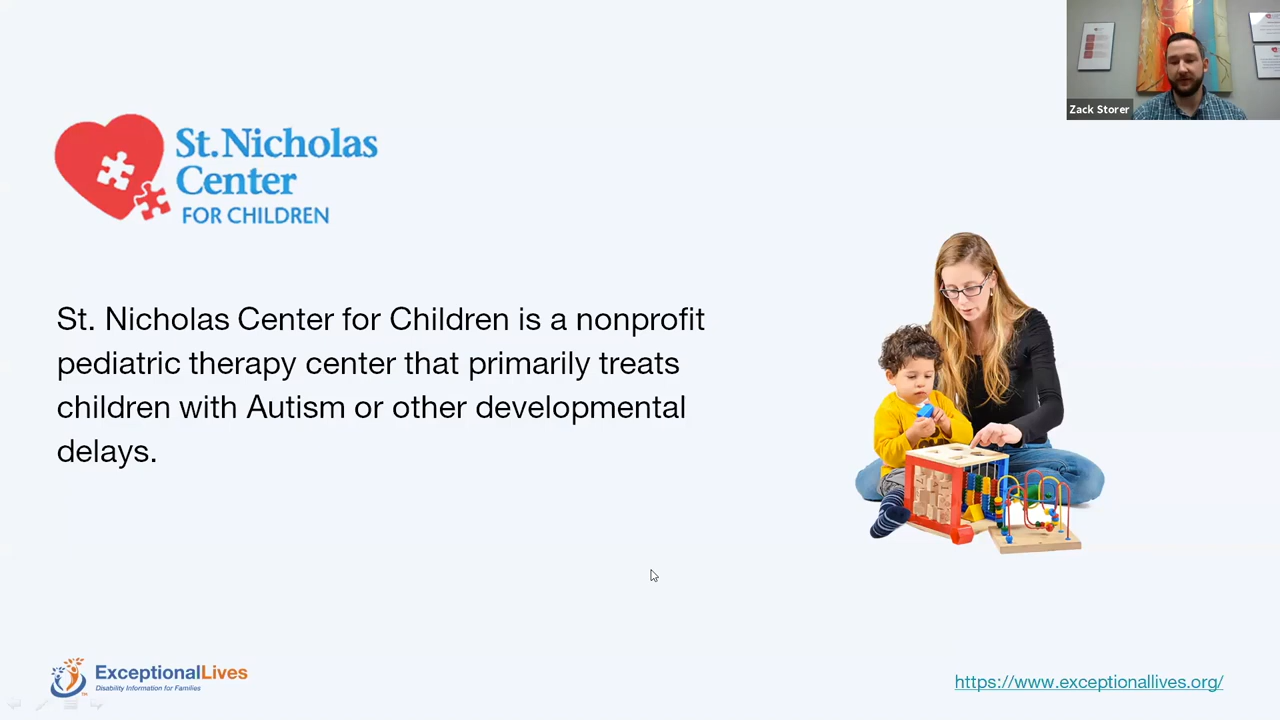 Zack Storer
St. Nicholas
Center
FOR CHILDREN
St. Nicholas Center for Children is a nonprofit
pediatric therapy center that primarily treats
children with Autism or other developmental
delays.
ExceptionalLives
Disability Information for Families
TM
https://www.exceptionallives.org/